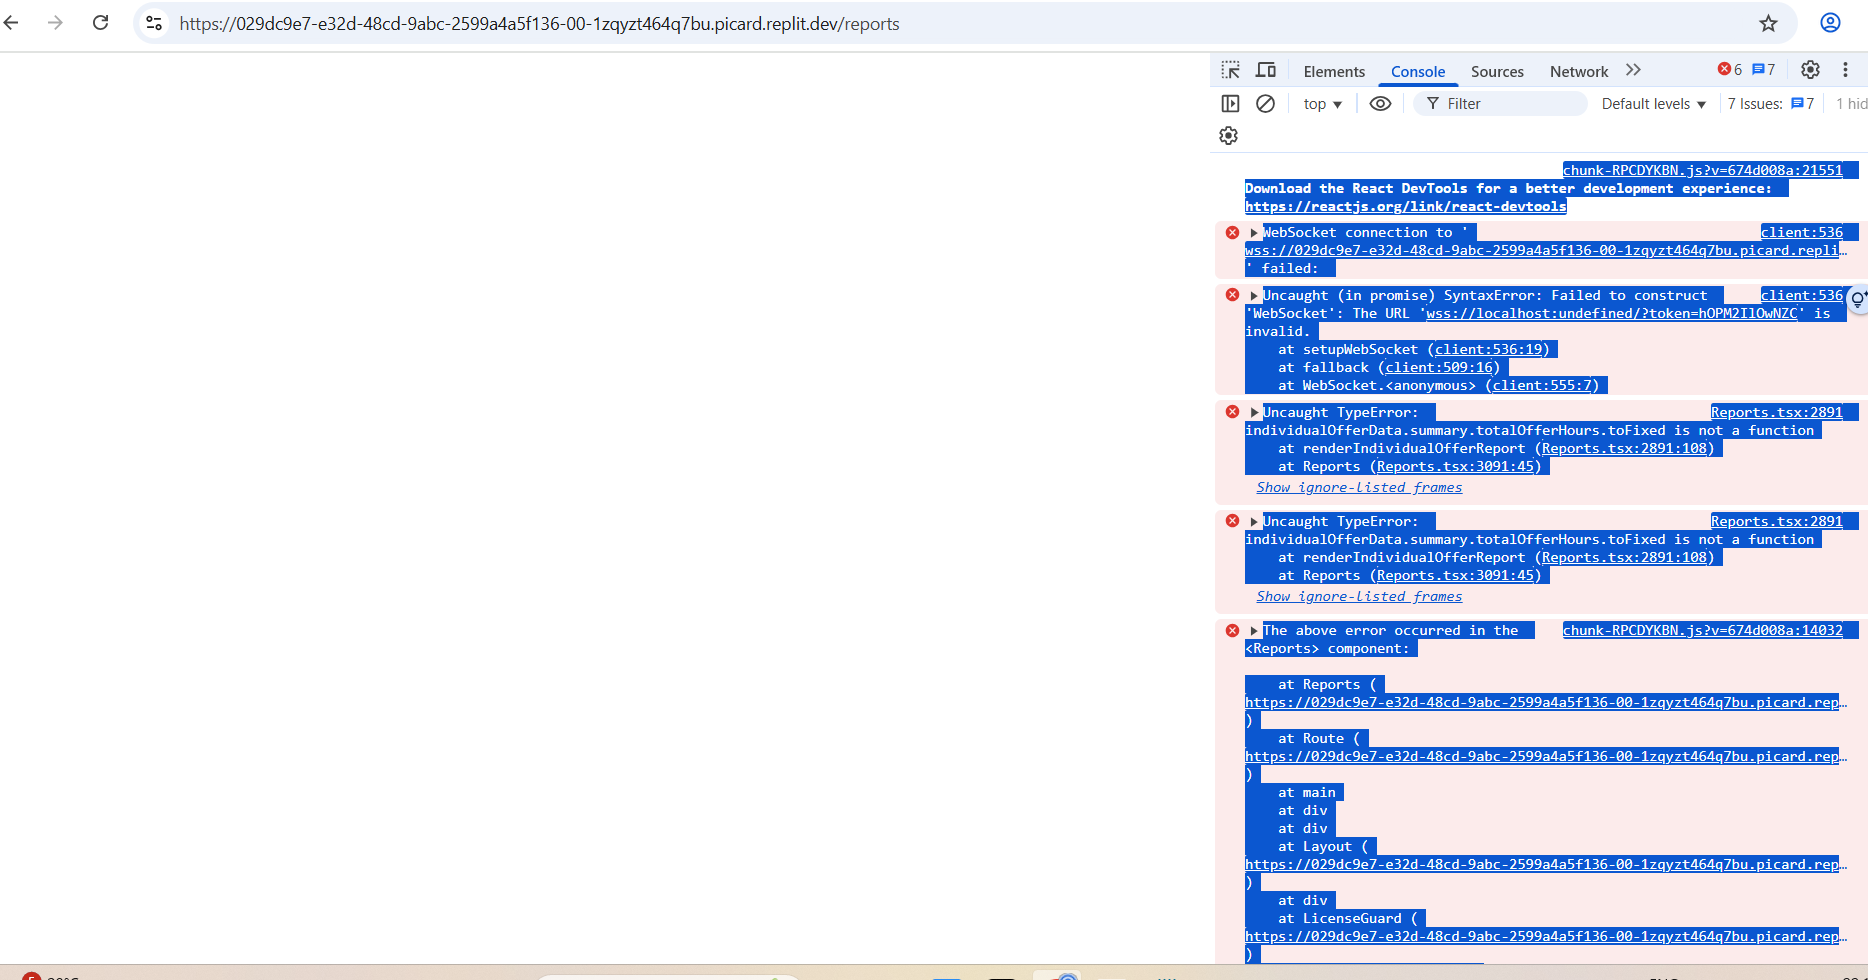 https://029dc9e7-e32d-48cd-9abc-2599a4a5f136-00-1zqyzt464q7bu.picard.replit.dev/reports
Elements Console Sources Network 6 7
top Filter Default levels 7 Issues: 7 1 hid
chunk-RPCDYKBN.js?v=674d008a:21551
Download the React DevTools for a better development experience:
https://reactjs.org/link/react-devtools
WebSocket connection to ' client:536
wss://029dc9e7-e32d-48cd-9abc-2599a4a5f136-00-1zqyzt464q7bu.picard.repli…
' failed:
Uncaught (in promise) SyntaxError: Failed to construct client:536
'WebSocket': The URL 'wss://localhost:undefined/?token=hOPM2IlOwNZC' is
invalid.
at setupWebSocket (client:536:19)
at fallback (client:509:16)
at WebSocket.<anonymous> (client:555:7)
Uncaught TypeError: Reports.tsx:2891
individualOfferData.summary.totalOfferHours.toFixed is not a function
at renderIndividualOfferReport (Reports.tsx:2891:108)
at Reports (Reports.tsx:3091:45)
Show ignore-listed frames
Uncaught TypeError: Reports.tsx:2891
individualOfferData.summary.totalOfferHours.toFixed is not a function
at renderIndividualOfferReport (Reports.tsx:2891:108)
at Reports (Reports.tsx:3091:45)
Show ignore-listed frames
The above error occurred in the chunk-RPCDYKBN.js?v=674d008a:14032
<Reports> component:
at Reports (
https://029dc9e7-e32d-48cd-9abc-2599a4a5f136-00-1zqyzt464q7bu.picard.rep…
)
at Route (
https://029dc9e7-e32d-48cd-9abc-2599a4a5f136-00-1zqyzt464q7bu.picard.rep…
)
at main
at div
at div
at Layout (
https://029dc9e7-e32d-48cd-9abc-2599a4a5f136-00-1zqyzt464q7bu.picard.rep…
)
at div
at LicenseGuard (
https://029dc9e7-e32d-48cd-9abc-2599a4a5f136-00-1zqyzt464q7bu.picard.rep…
)